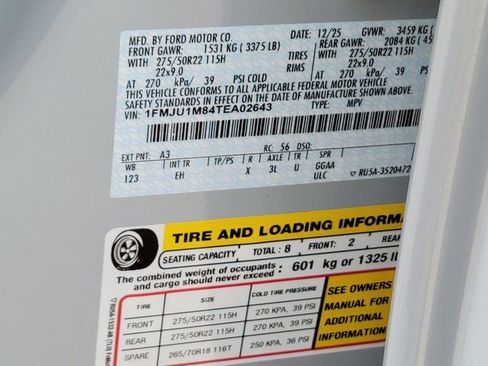 MFD. BY FORD MOTOR CO. 12/25 GVWR: 3459 KG
FRONT GAWR: 1531 KG (3375 LB) REAR GAWR: 2084 KG (45
WITH 275/50R22 115H TIRES WITH 275/50R22 115H
22x9.0 RIMS 22x9.0
AT 270 kPa/ 39 PSI COLD AT 270 kPa/ 39
THIS VEHICLE CONFORMS TO ALL APPLICABLE FEDERAL MOTOR VEHICLE
SAFETY STANDARDS IN EFFECT ON THE DATE OF MANUFACTURE SHOWN ABOVE.
VIN: 1FMJU1M84TEA02643 TYPE: MPV
EXT PNT: A3 RC: 56 DSO:
WB INT TR TP/PS R AXLE TR SPR
123 EH X 3L U GGAA
ULC RU5A-3520472
TIRE AND LOADING INFORMA
SEATING CAPACITY TOTAL: 8 FRONT: 2 REAR
The combined weight of occupants
and cargo should never exceed : 601 kg or 1325 l
TIRE SIZE COLD TIRE PRESSURE
FRONT 275/50R22 115H 270 KPA, 39 PSI
REAR 275/50R22 115H 270 KPA, 39 PSI
SPARE 265/70R18 116T 250 KPA, 36 PSI
SEE OWNERS
MANUAL FOR
ADDITIONAL
INFORMATION